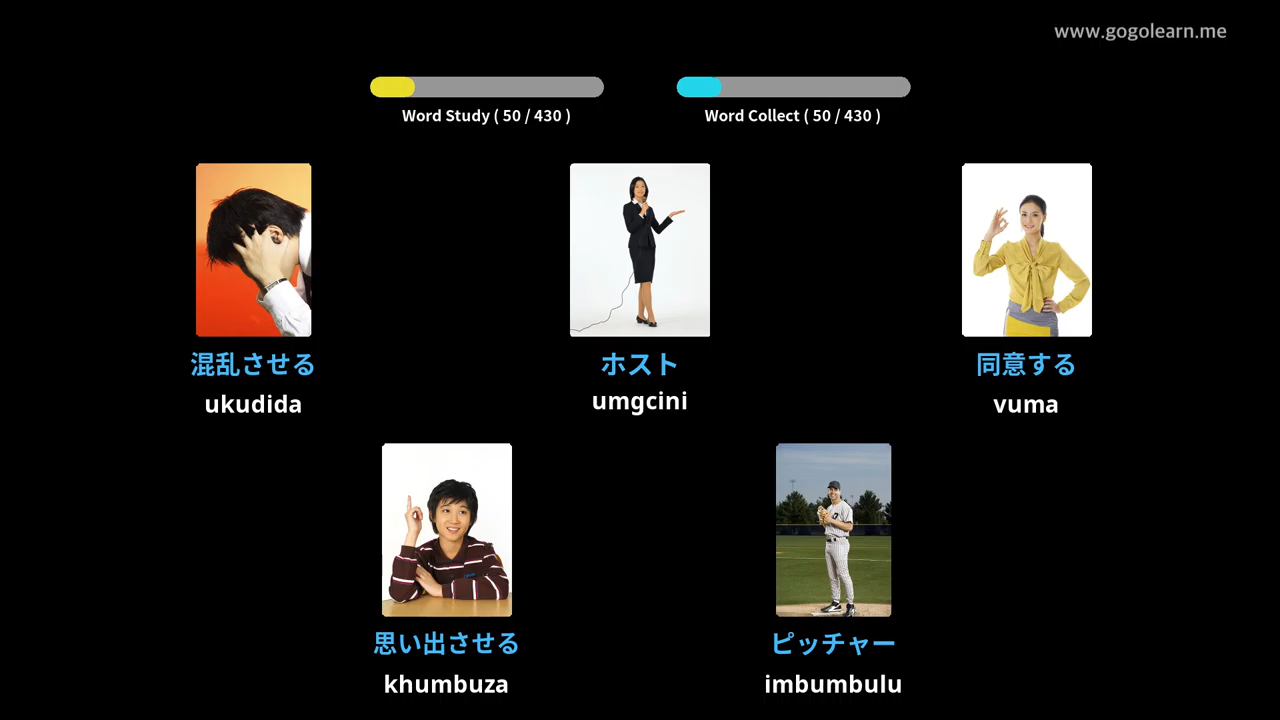 www.gogolearn.me
Word Study ( 50 / 430 )
Word Collect ( 50 / 430 )
混乱させる
ホスト
同意する
ukudida
umgcini
vuma
思い出させる
ピッチャー
khumbuza
imbumbulu